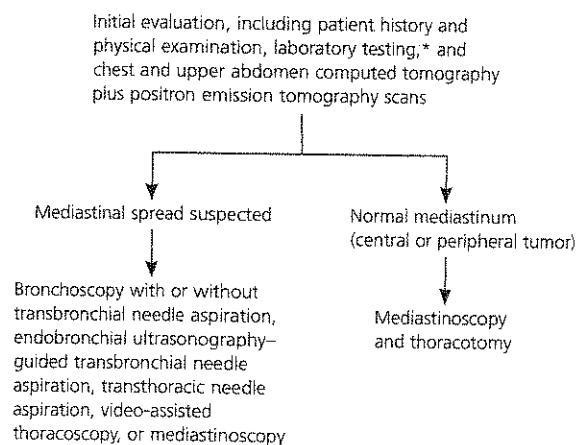 Initial evaluation, including patient history and
physical examination, laboratory testing,* and
chest and upper abdomen computed tomography
plus positron emission tomography scans
Mediastinal spread suspected
Bronchoscopy with or without
transbronchial needle aspiration,
endobronchial ultrasonography–
guided transbronchial needle
aspiration, transthoracic needle
aspiration, video-assisted
thoracoscopy, or mediastinoscopy
Normal mediastinum
(central or peripheral tumor)
Mediastinoscopy
and thoracotomy